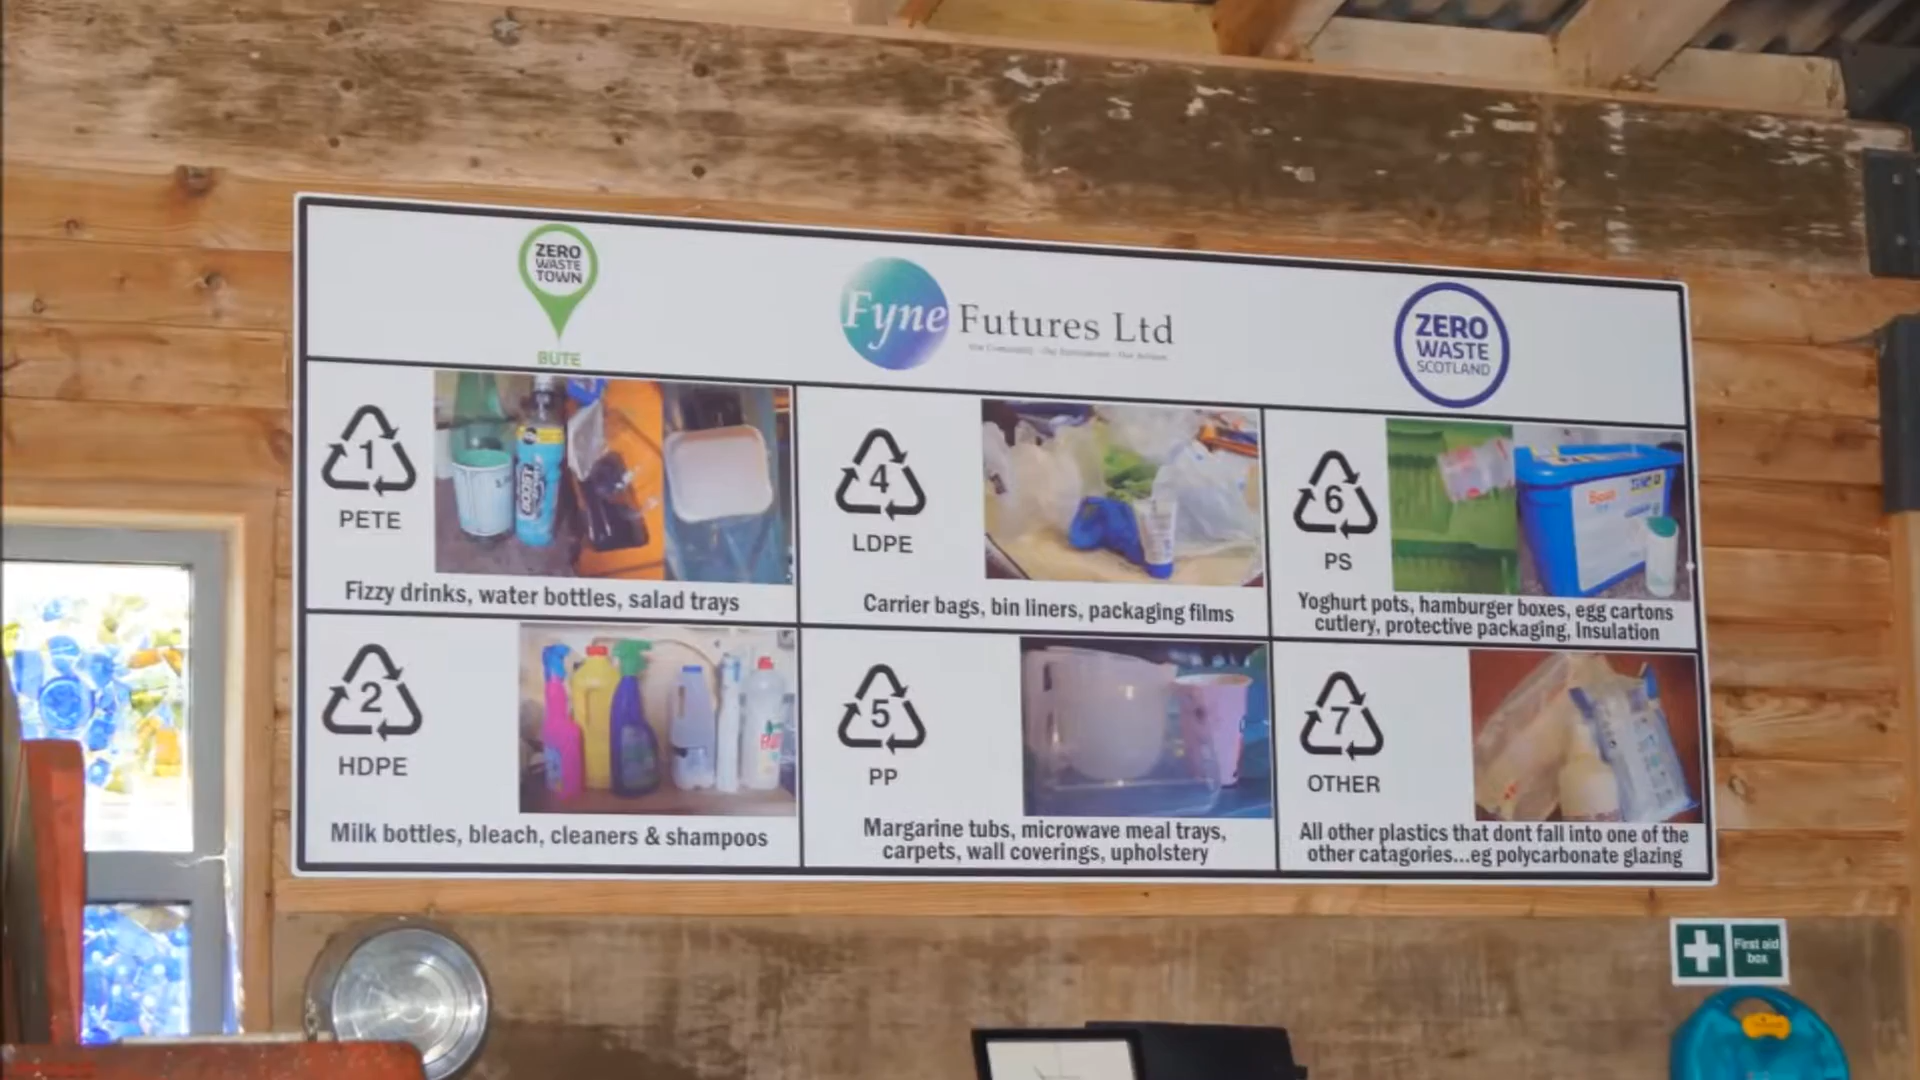 ZERO
WASTE
TOWN
BUTE
Fyne Futures Ltd
ZERO
WASTE
SCOTLAND
1
PETE
Fizzy drinks, water bottles, salad trays
4
LDPE
Carrier bags, bin liners, packaging films
6
PS
Yoghurt pots, hamburger boxes, egg cartons
cutlery, protective packaging, Insulation
2
HDPE
Milk bottles, bleach, cleaners & shampoos
5
PP
Margarine tubs, microwave meal trays,
carpets, wall coverings, upholstery
7
OTHER
All other plastics that dont fall into one of the
other catagories...eg polycarbonate glazing
BOOST
First aid
box